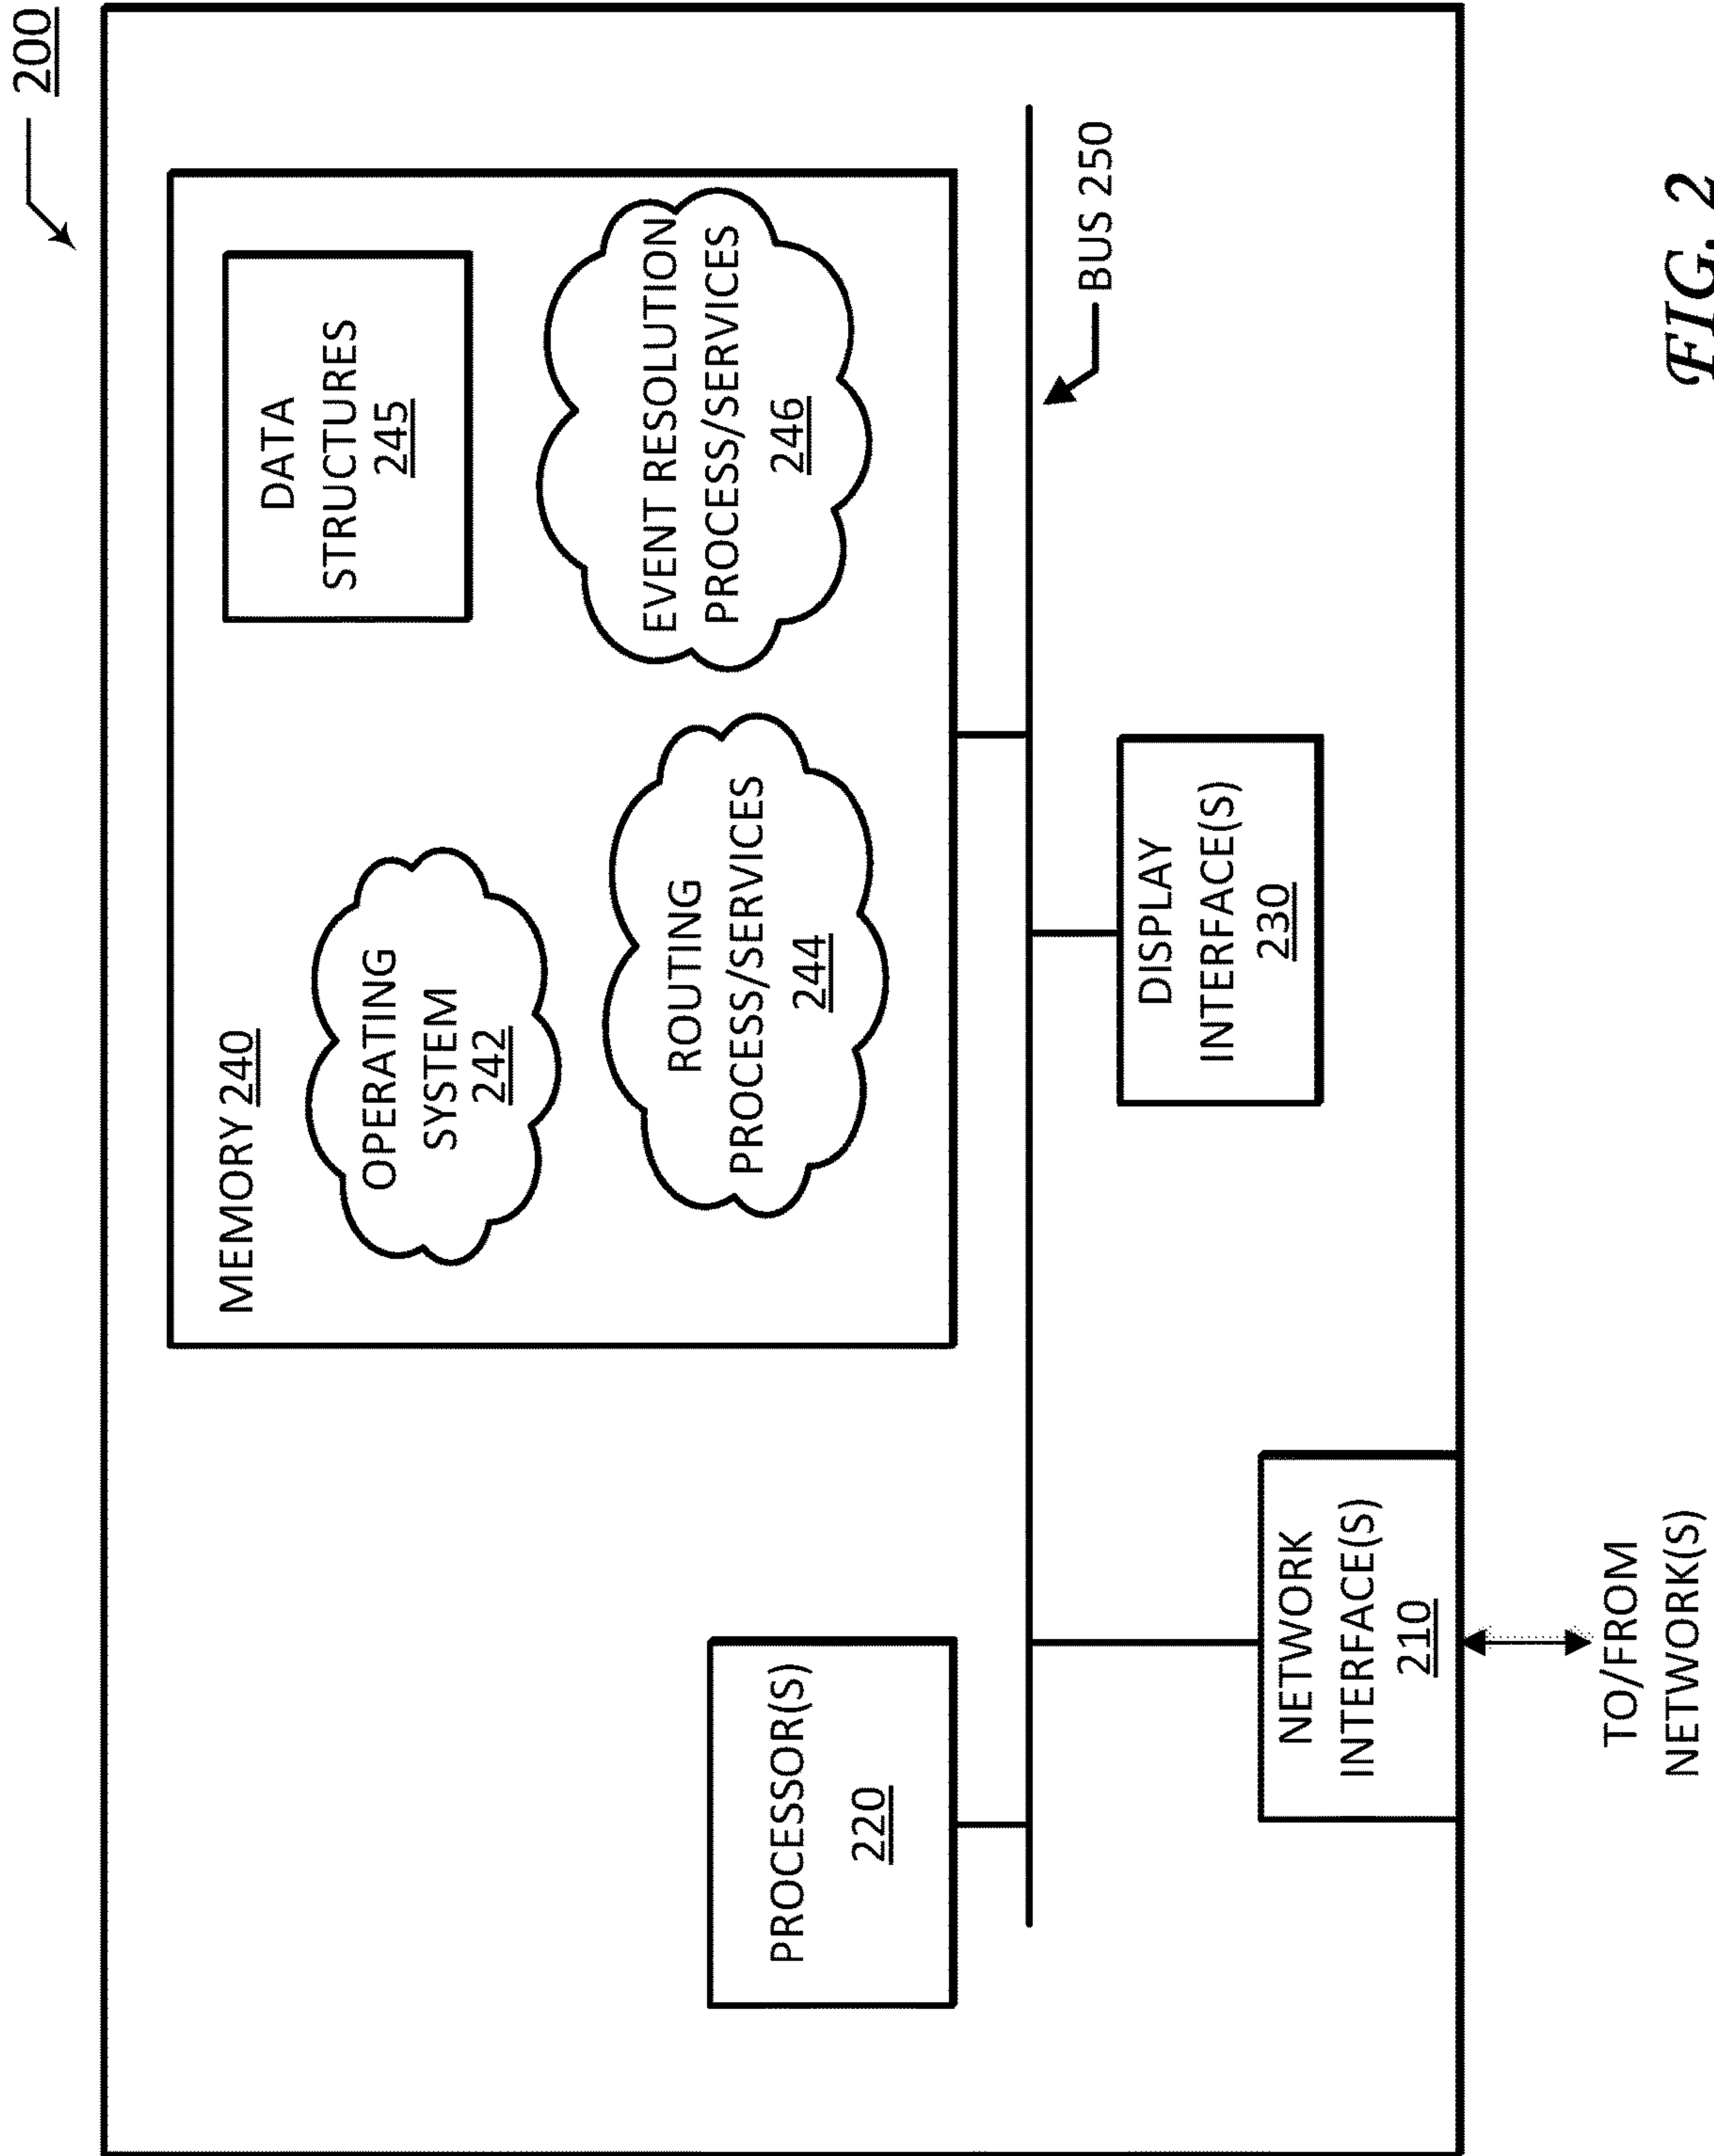 200
MEMORY 240
DATA
STRUCTURES
245
OPERATING
SYSTEM
242
EVENT RESOLUTION
PROCESS/SERVICES
246
ROUTING
PROCESS/SERVICES
244
PROCESSOR(S)
220
BUS 250
DISPLAY
INTERFACE(S)
230
NETWORK
INTERFACE(S)
210
TO/FROM
NETWORK(S)
FIG. 2